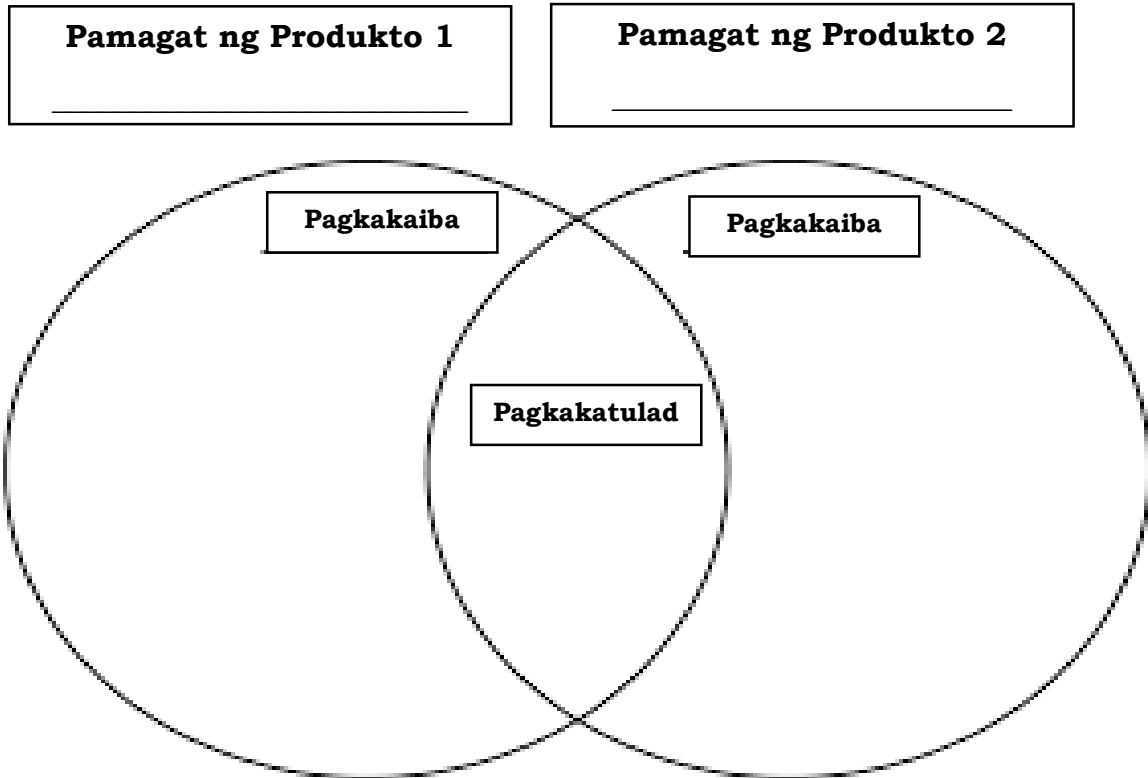 Pamagat ng Produkto 1
Pamagat ng Produkto 2
Pagkakaiba
Pagkakaiba
Pagkakatulad